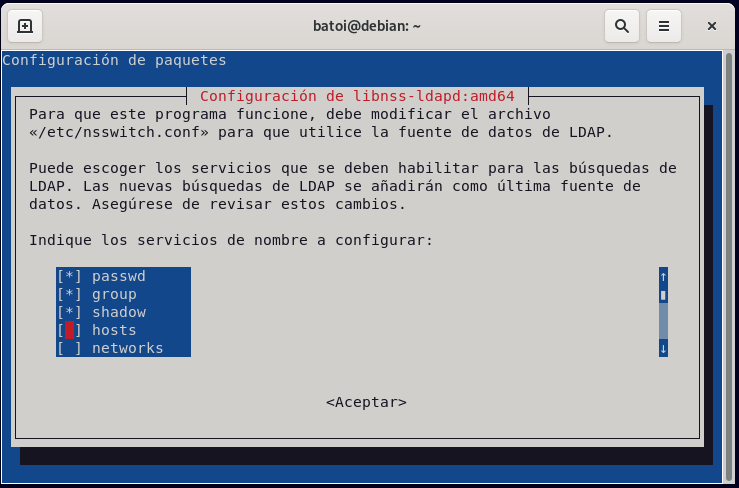 batoi@debian: ~
Configuración de paquetes
Configuración de libnss-ldapd:amd64
Para que este programa funcione, debe modificar el archivo
«/etc/nsswitch.conf» para que utilice la fuente de datos de LDAP.
Puede escoger los servicios que se deben habilitar para las búsquedas de
LDAP. Las nuevas búsquedas de LDAP se añadirán como última fuente de
datos. Asegúrese de revisar estos cambios.
Indique los servicios de nombre a configurar:
[*] passwd
[*] group
[*] shadow
[ ] hosts
[ ] networks
<Aceptar>